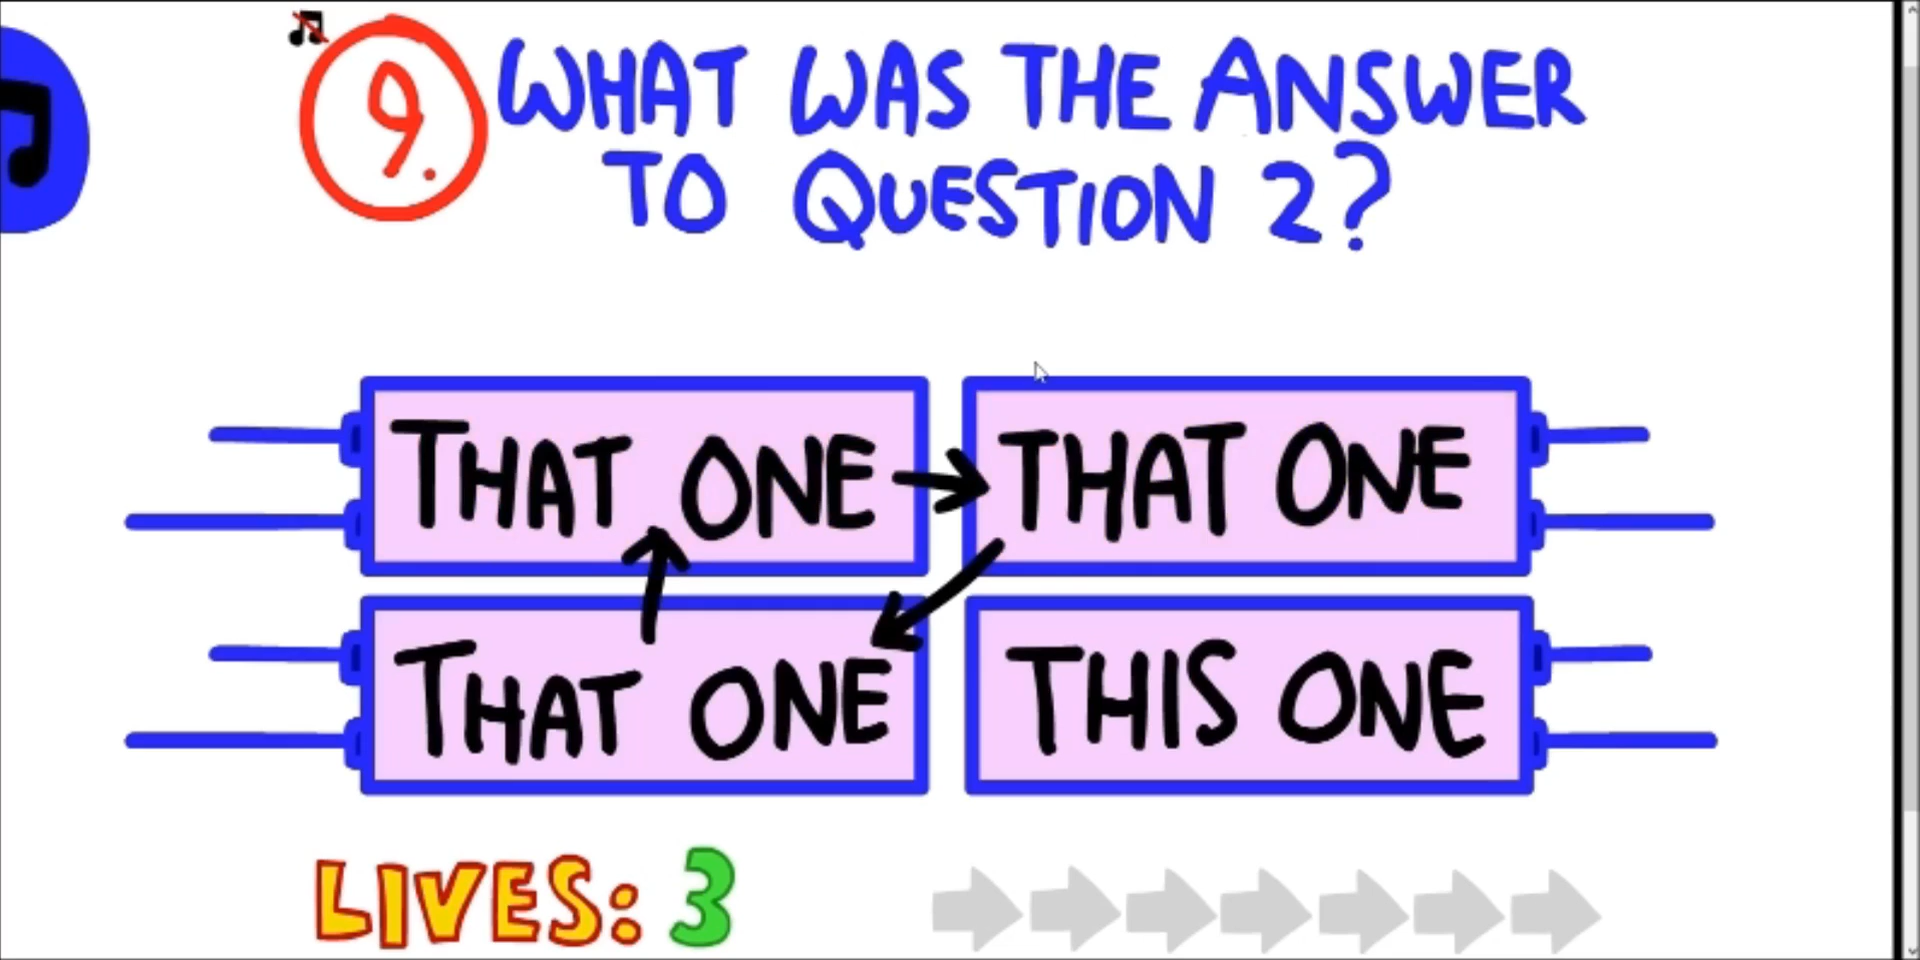 9. WHAT WAS THE ANSWER
TO QUESTION 2?
THAT ONE THAT ONE
THAT ONE THIS ONE
LIVES: 3